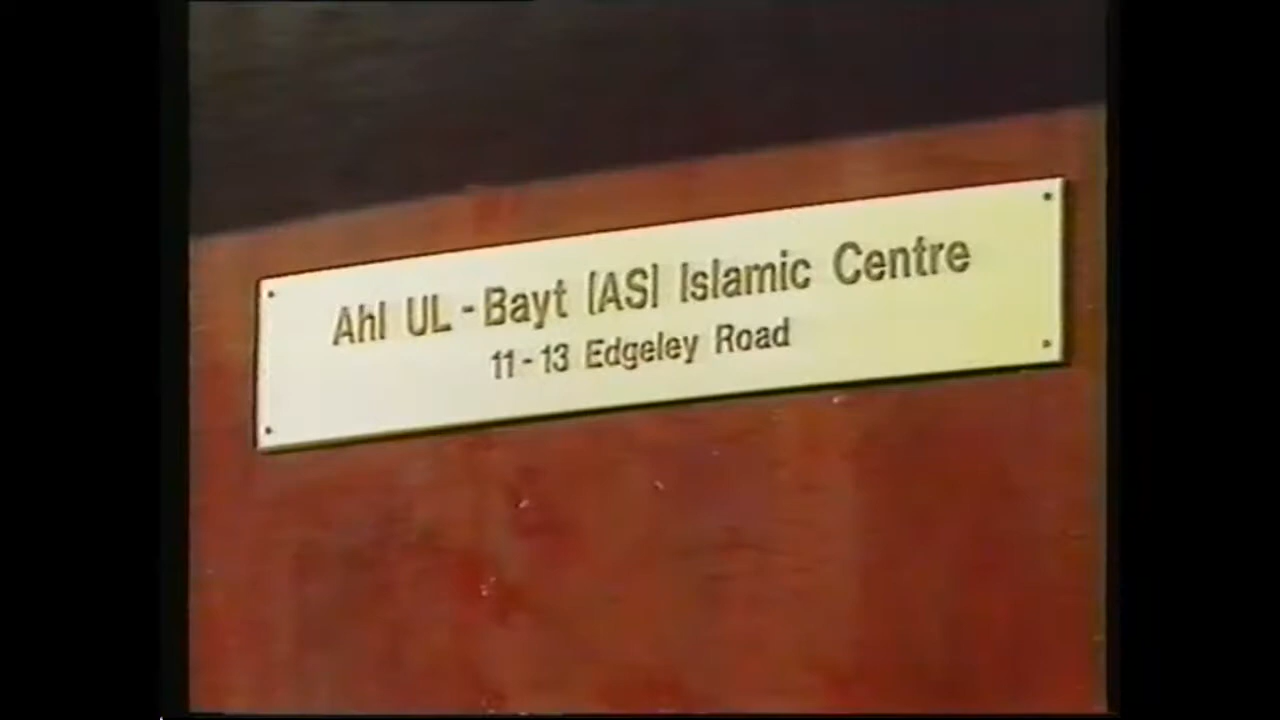 Ahl UL - Bayt (AS) Islamic Centre
11 - 13 Edgeley Road